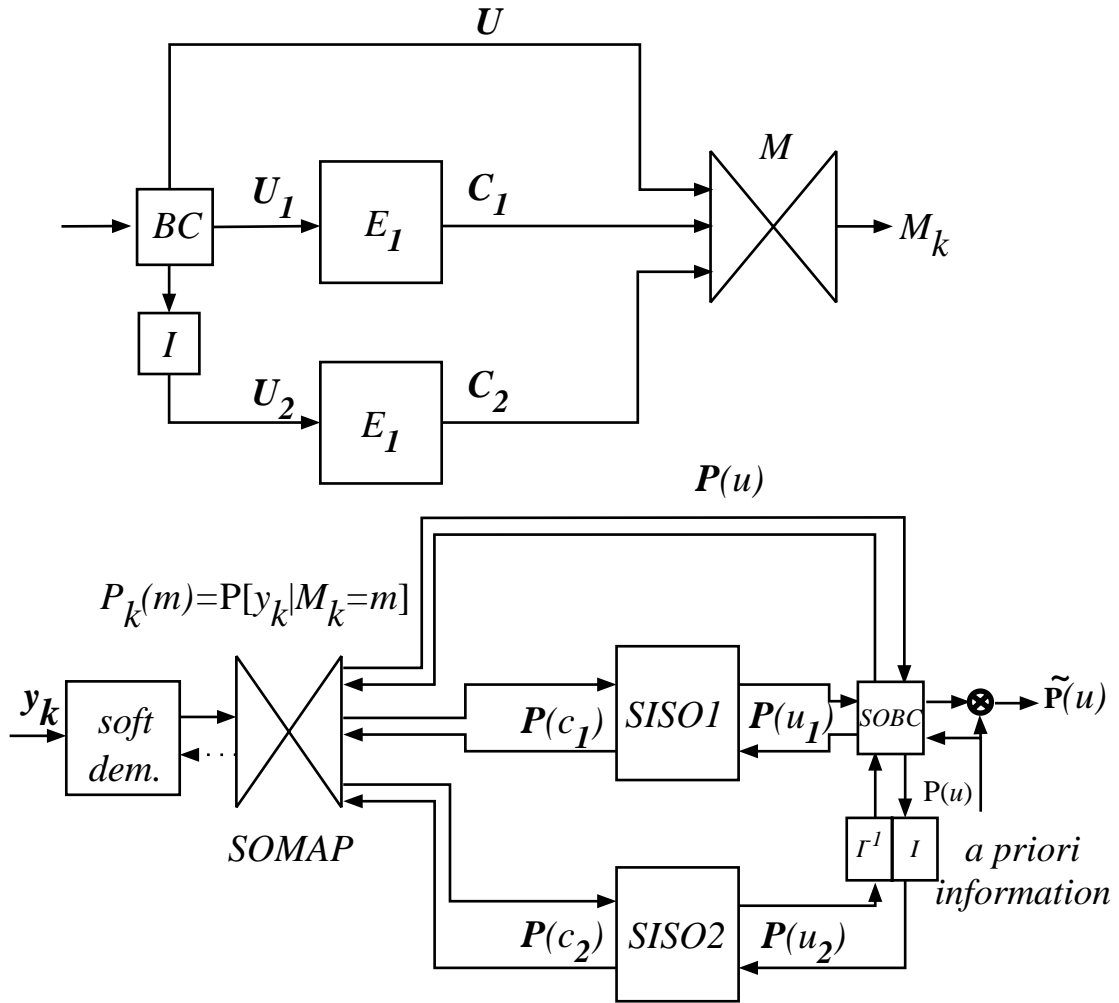 U
M
BC
U1
E1
C1
Mk
I
U2
E1
C2
P(u)
Pk(m)=P[yk|Mk=m]
yk
soft
dem.
SOMAP
P(c1)
SISO1
P(u1)
SOBC
P̃(u)
P(u)
I-1
I
a priori
information
P(c2)
SISO2
P(u2)